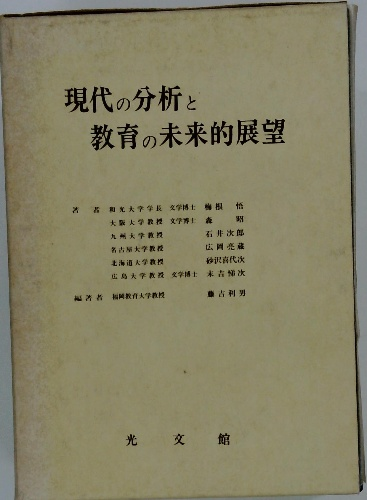 現代の分析と
教育の未来的展望
著者 和光大学学長 文学博士 梅根悟
大阪大学教授 文学博士 森昭
九州大学教授 石井次郎
名古屋大学教授 広岡亮蔵
北海道大学教授 砂沢喜代次
広島大学教授 文学博士 末吉悌次
編著者 福岡教育大学教授 藤吉利男
光文館